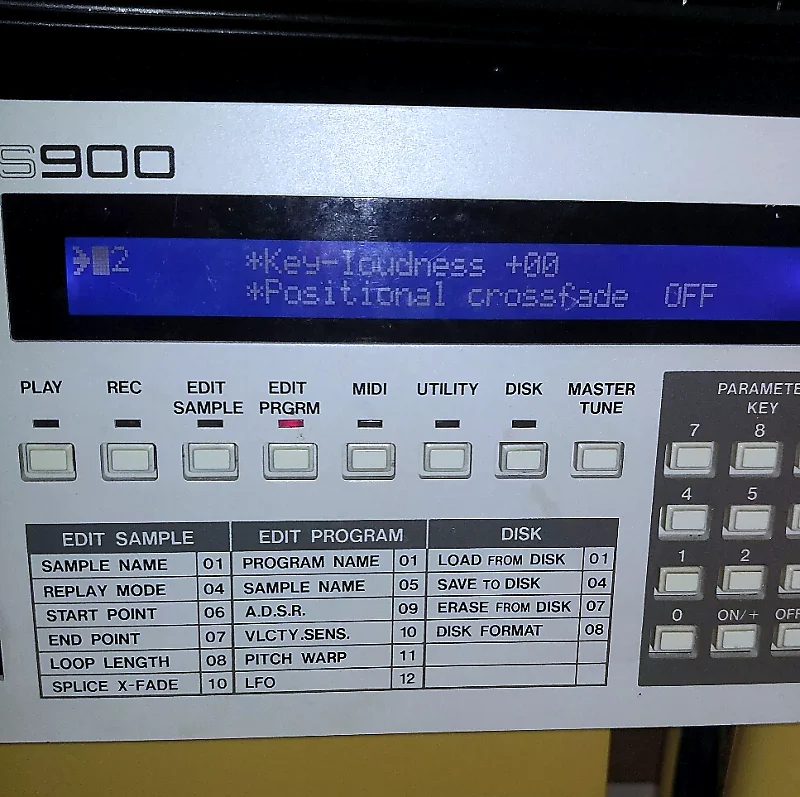 S900
2 *Key-loudness +00
*Positional crossfade OFF
PLAY REC EDIT SAMPLE EDIT PRGRM MIDI UTILITY DISK MASTER TUNE
PARAMETE
KEY
7 8
4 5
1 2
0 ON/+ OFF
EDIT SAMPLE EDIT PROGRAM DISK
SAMPLE NAME 01 PROGRAM NAME 01 LOAD FROM DISK 01
REPLAY MODE 04 SAMPLE NAME 05 SAVE TO DISK 04
START POINT 06 A.D.S.R. 09 ERASE FROM DISK 07
END POINT 07 VLCTY.SENS. 10 DISK FORMAT 08
LOOP LENGTH 08 PITCH WARP 11
SPLICE X-FADE 10 LFO 12